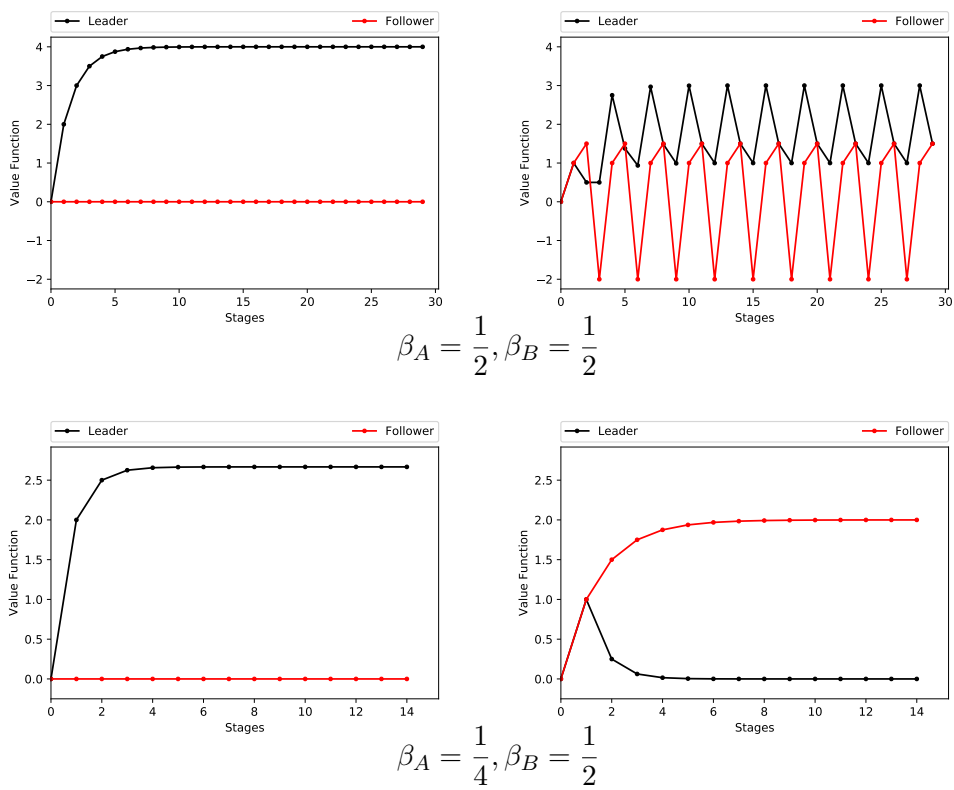 Leader Follower
Leader Follower
4
3
2
1
0
−1
−2
Value Function
0 5 10 15 20 25 30
Stages
4
3
2
1
0
−1
−2
Value Function
0 5 10 15 20 25 30
Stages
β_A = 1/2, β_B = 1/2
Leader Follower
Leader Follower
2.5
2.0
1.5
1.0
0.5
0.0
Value Function
0 2 4 6 8 10 12 14
Stages
2.5
2.0
1.5
1.0
0.5
0.0
Value Function
0 2 4 6 8 10 12 14
Stages
β_A = 1/4, β_B = 1/2